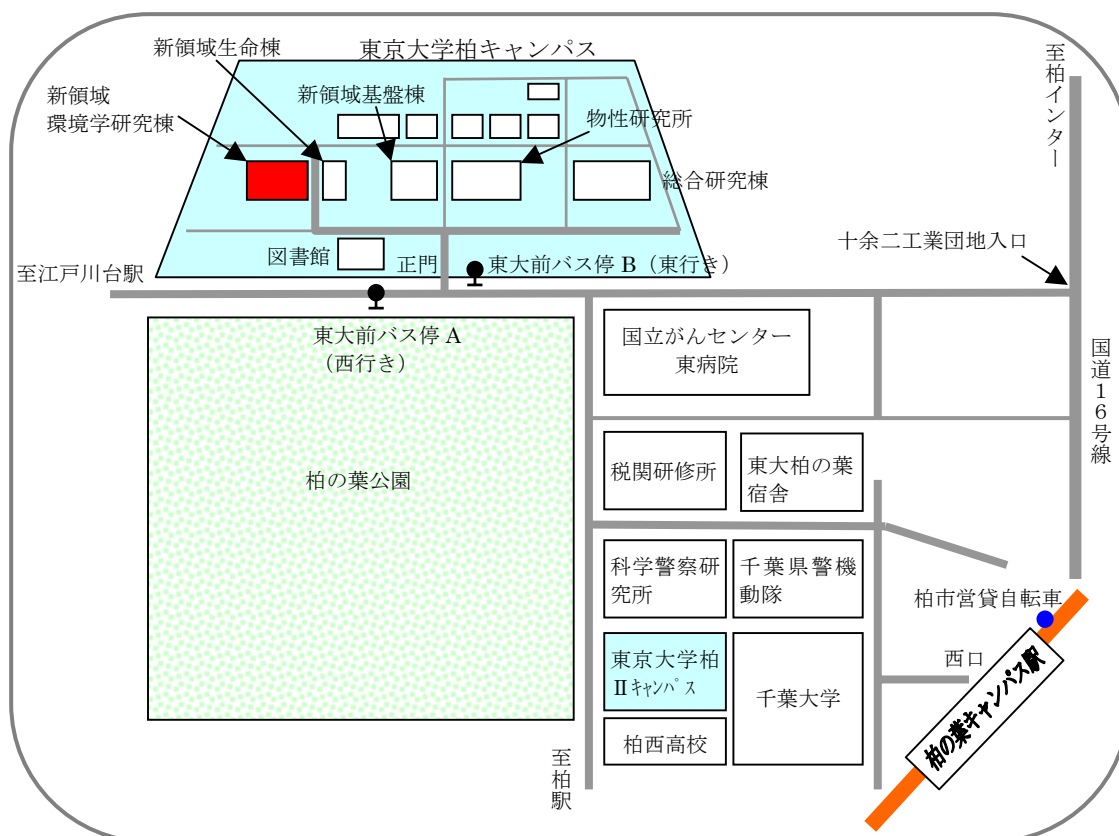 東京大学柏キャンパス
新領域生命棟
新領域
環境学研究棟
新領域基盤棟
物性研究所
総合研究棟
図書館
正門
東大前バス停 B（東行き）
至江戸川台駅
十余二工業団地入口
至柏インター
東大前バス停 A
（西行き）
国立がんセンター
東病院
国道１６号線
柏の葉公園
税関研修所
東大柏の葉
宿舎
科学警察研
究所
千葉県警機
動隊
柏市営貸自転車
東京大学柏
Ⅱｷｬﾝﾊﾟｽ
千葉大学
西口
柏の葉キャンパス駅
柏西高校
至柏駅